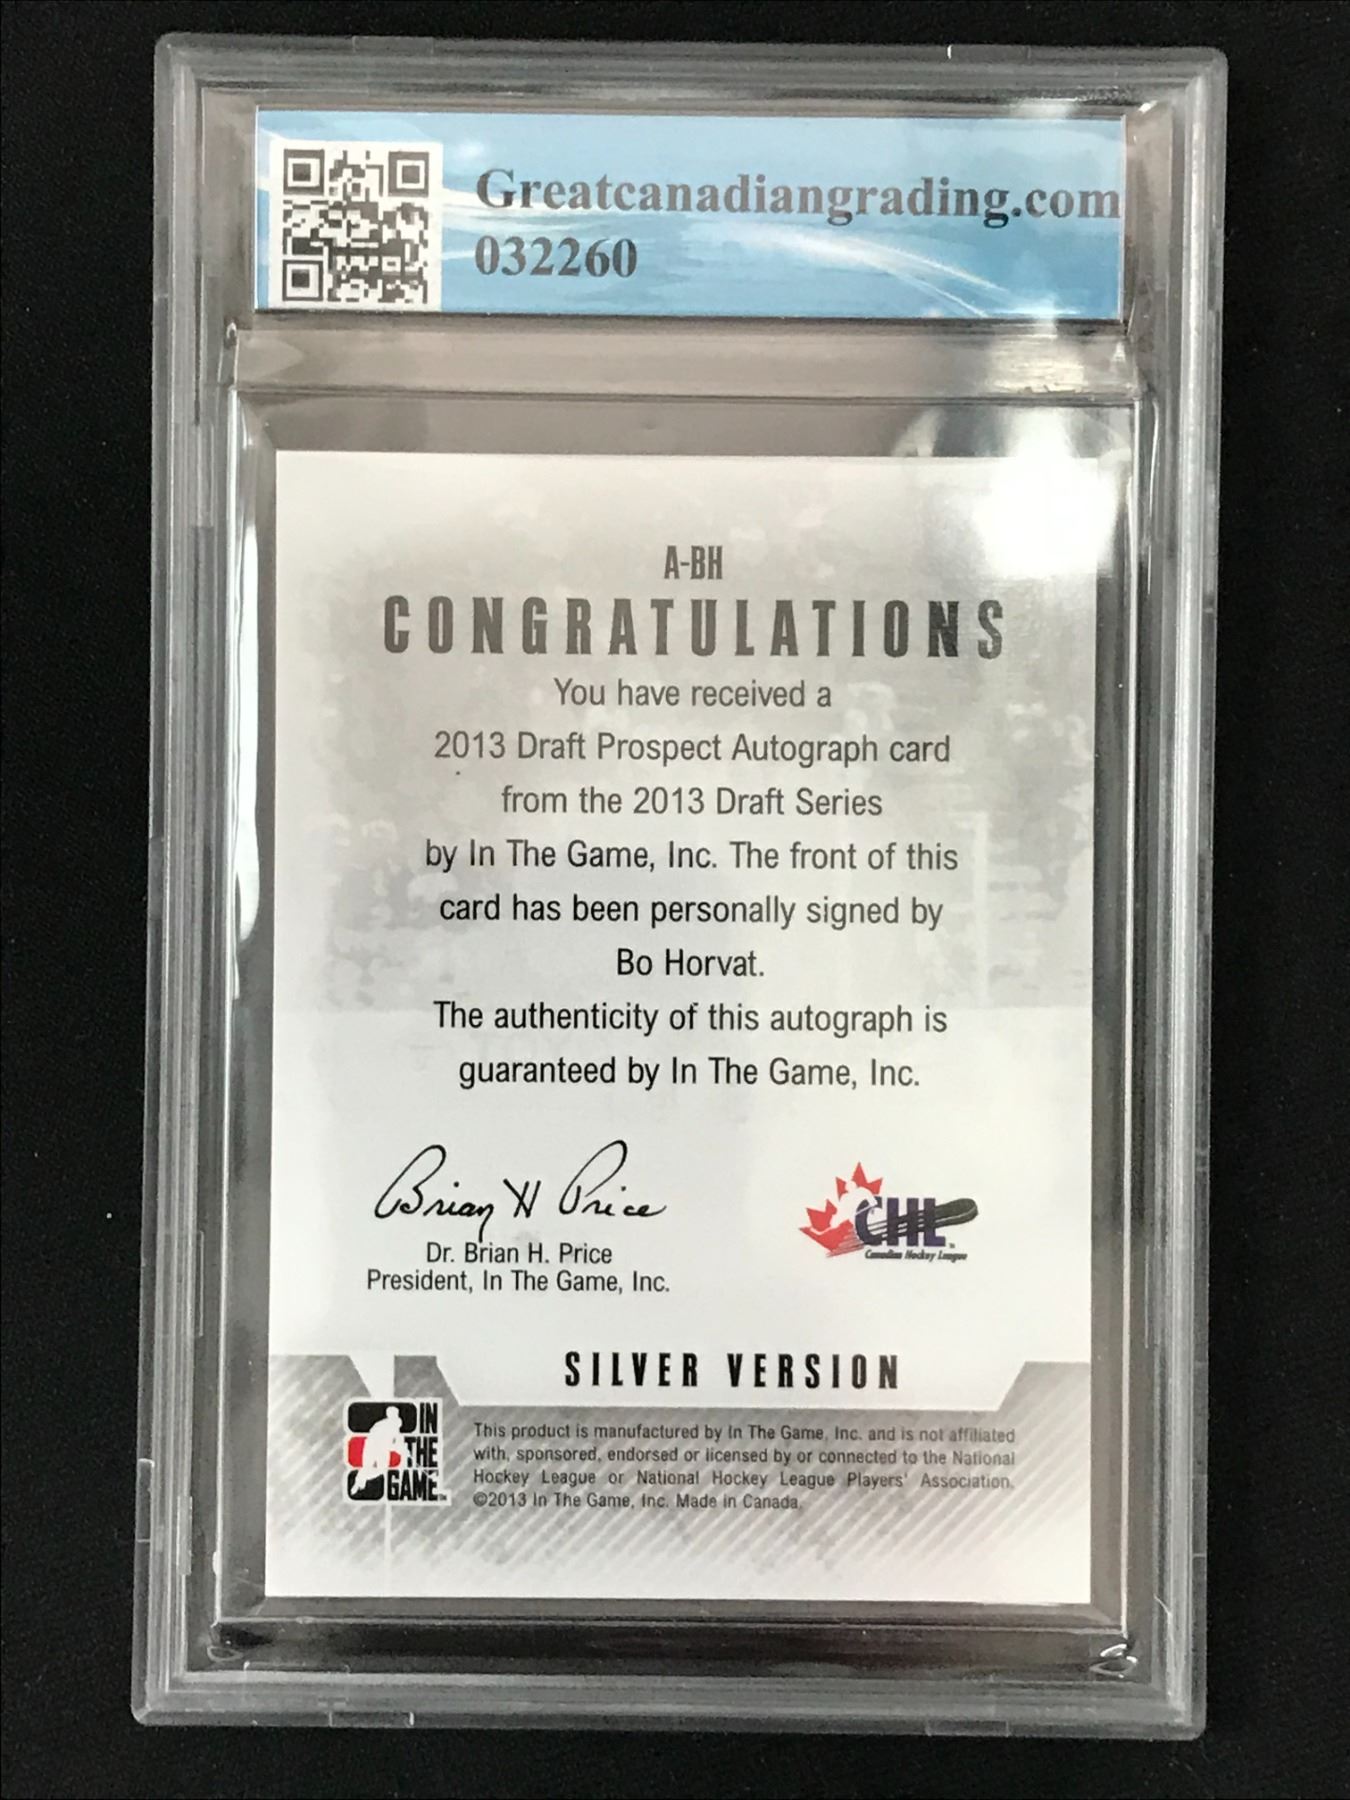 Greatcanadiangrading.com
032260
A-BH
CONGRATULATIONS
You have received a
2013 Draft Prospect Autograph card
from the 2013 Draft Series
by In The Game, Inc. The front of this
card has been personally signed by
Bo Horvat.
The authenticity of this autograph is
guaranteed by In The Game, Inc.
Brian H Price
Dr. Brian H. Price
President, In The Game, Inc.
CHL™
Canadian Hockey League
SILVER VERSION
IN
THE
GAME™
This product is manufactured by In The Game, Inc. and is not affiliated
with, sponsored, endorsed or licensed by or connected to the National
Hockey League or National Hockey League Players' Association.
©2013 In The Game, Inc. Made in Canada.